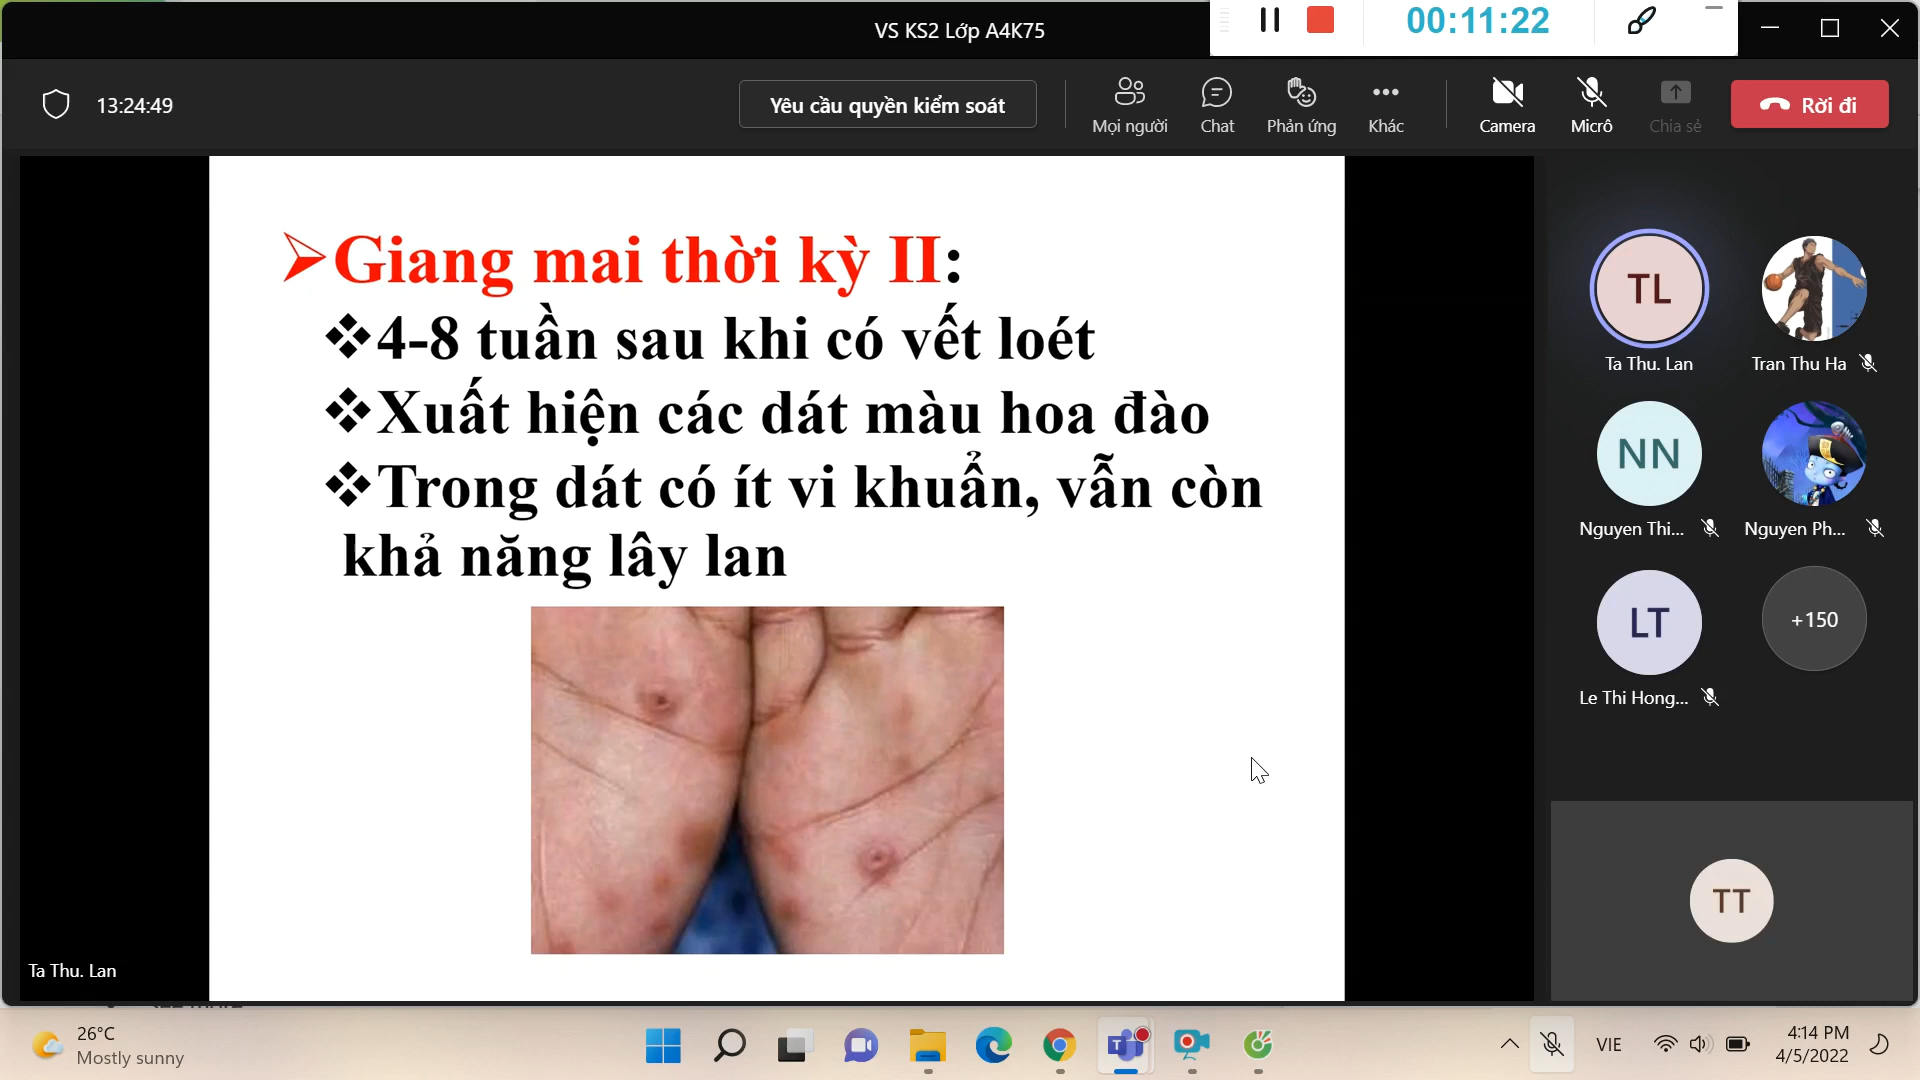 VS KS2 Lớp A4K75
00:11:22
13:24:49
Yêu cầu quyền kiểm soát
Mọi người
Chat
Phản ứng
Khác
Camera
Micrô
Chia sẻ
Rời đi
Giang mai thời kỳ II:
4-8 tuần sau khi có vết loét
Xuất hiện các dát màu hoa đào
Trong dát có ít vi khuẩn, vẫn còn
khả năng lây lan
Ta Thu. Lan
TL
Ta Thu. Lan
Tran Thu Ha
NN
Nguyen Thi...
Nguyen Ph...
LT
+150
Le Thi Hong...
TT
26°C
Mostly sunny
VIE
4:14 PM
4/5/2022